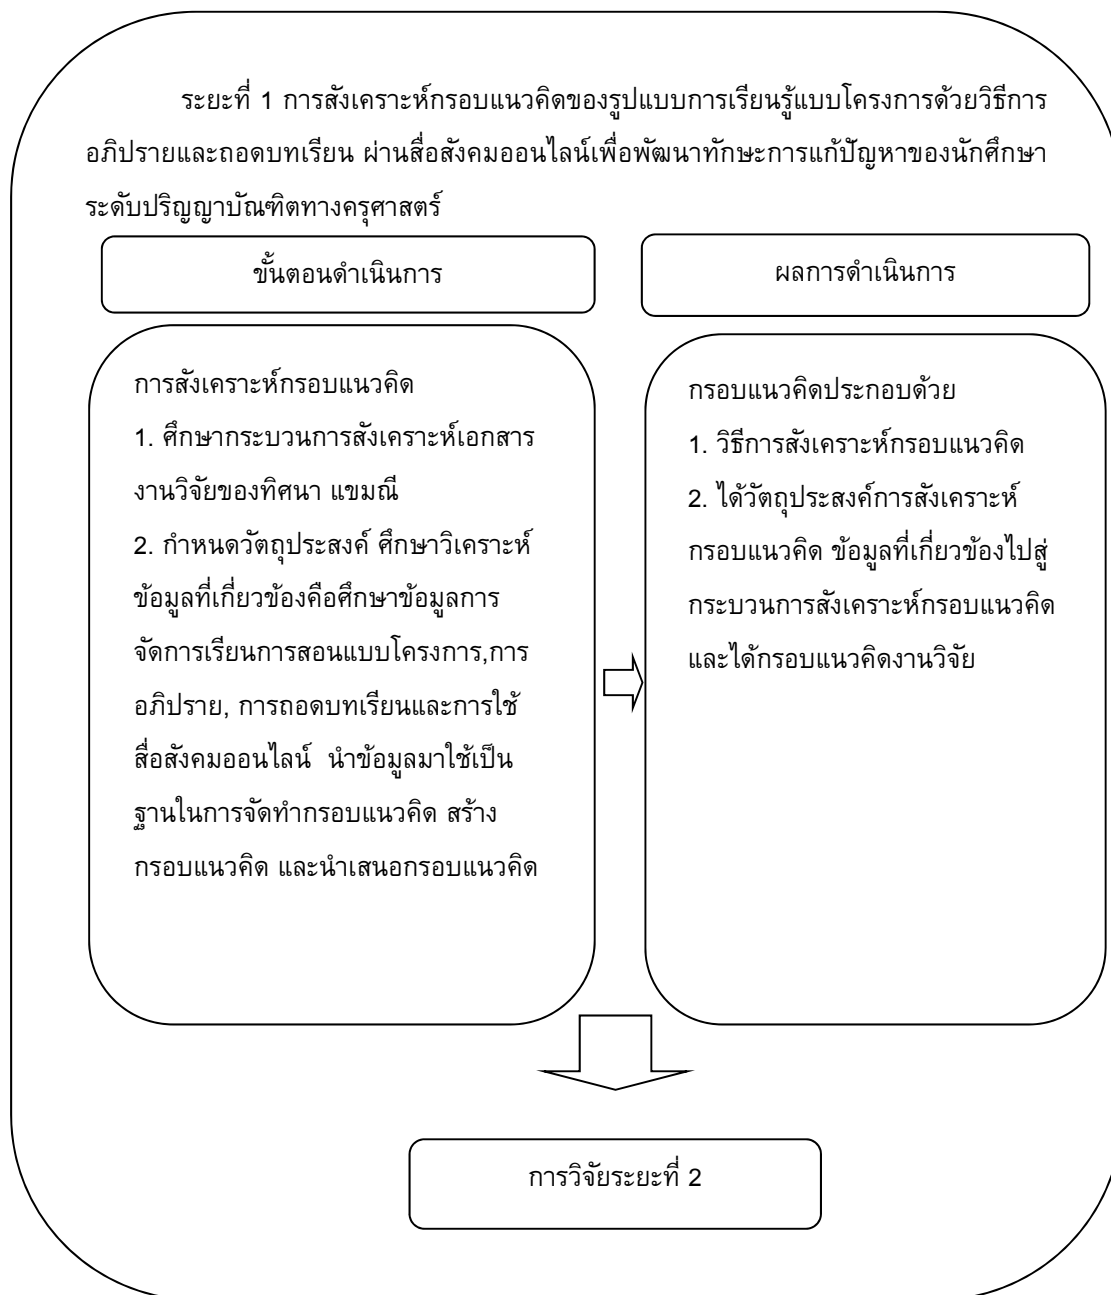 ระยะที่ 1 การสังเคราะห์กรอบแนวคิดของรูปแบบการเรียนรู้แบบโครงการด้วยวิธีการ
อภิปรายและถอดบทเรียน ผ่านสื่อสังคมออนไลน์เพื่อพัฒนาทักษะการแก้ปัญหาของนักศึกษา
ระดับปริญญาบัณฑิตทางครุศาสตร์
ขั้นตอนดำเนินการ
การสังเคราะห์กรอบแนวคิด
1. ศึกษากระบวนการสังเคราะห์เอกสาร
งานวิจัยของทิศนา แขมณี
2. กำหนดวัตถุประสงค์ ศึกษาวิเคราะห์
ข้อมูลที่เกี่ยวข้องคือศึกษาข้อมูลการ
จัดการเรียนการสอนแบบโครงการ,การ
อภิปราย, การถอดบทเรียนและการใช้
สื่อสังคมออนไลน์ นำข้อมูลมาใช้เป็น
ฐานในการจัดทำกรอบแนวคิด สร้าง
กรอบแนวคิด และนำเสนอกรอบแนวคิด
ผลการดำเนินการ
กรอบแนวคิดประกอบด้วย
1. วิธีการสังเคราะห์กรอบแนวคิด
2. ได้วัตถุประสงค์การสังเคราะห์
กรอบแนวคิด ข้อมูลที่เกี่ยวข้องไปสู่
กระบวนการสังเคราะห์กรอบแนวคิด
และได้กรอบแนวคิดงานวิจัย
การวิจัยระยะที่ 2